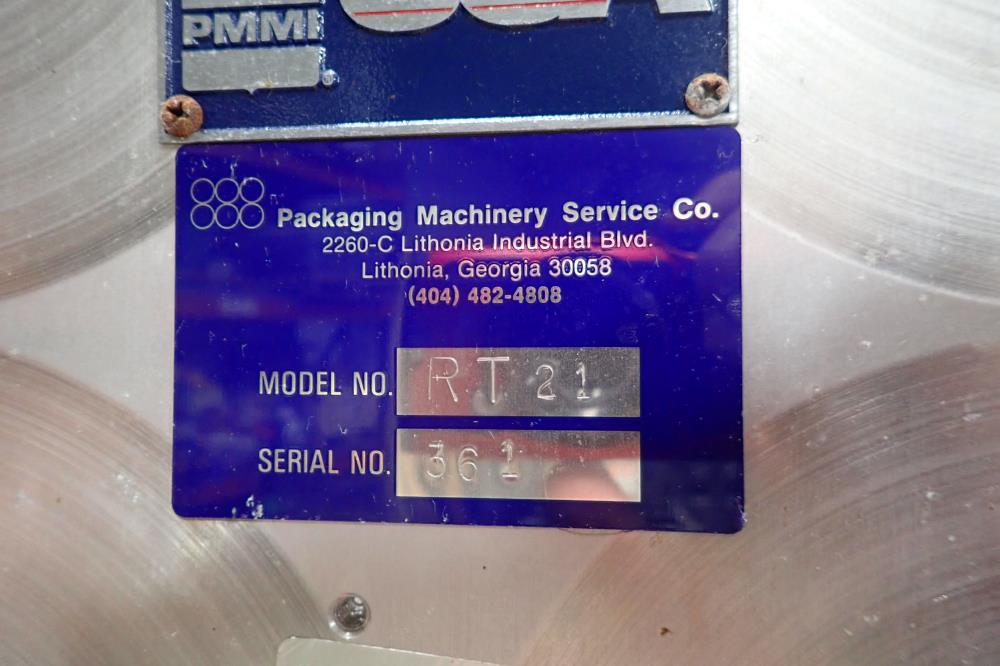 PMMI
®
Packaging Machinery Service Co.
2260-C Lithonia Industrial Blvd.
Lithonia, Georgia 30058
(404) 482-4808
MODEL NO. RT 21
SERIAL NO. 361